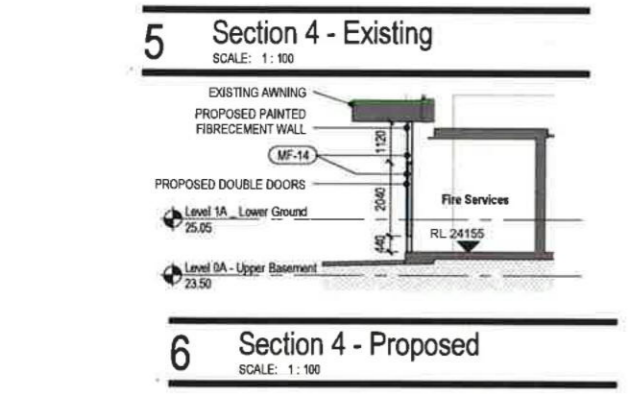 5 Section 4 - Existing
SCALE: 1 : 100
EXISTING AWNING
PROPOSED PAINTED
FIBRECEMENT WALL
1120
MF-14
PROPOSED DOUBLE DOORS
2040
Fire Services
Level 1A _ Lower Ground
25.05
RL 24155
440
Level 0A - Upper Basement
23.50
6 Section 4 - Proposed
SCALE: 1 : 100